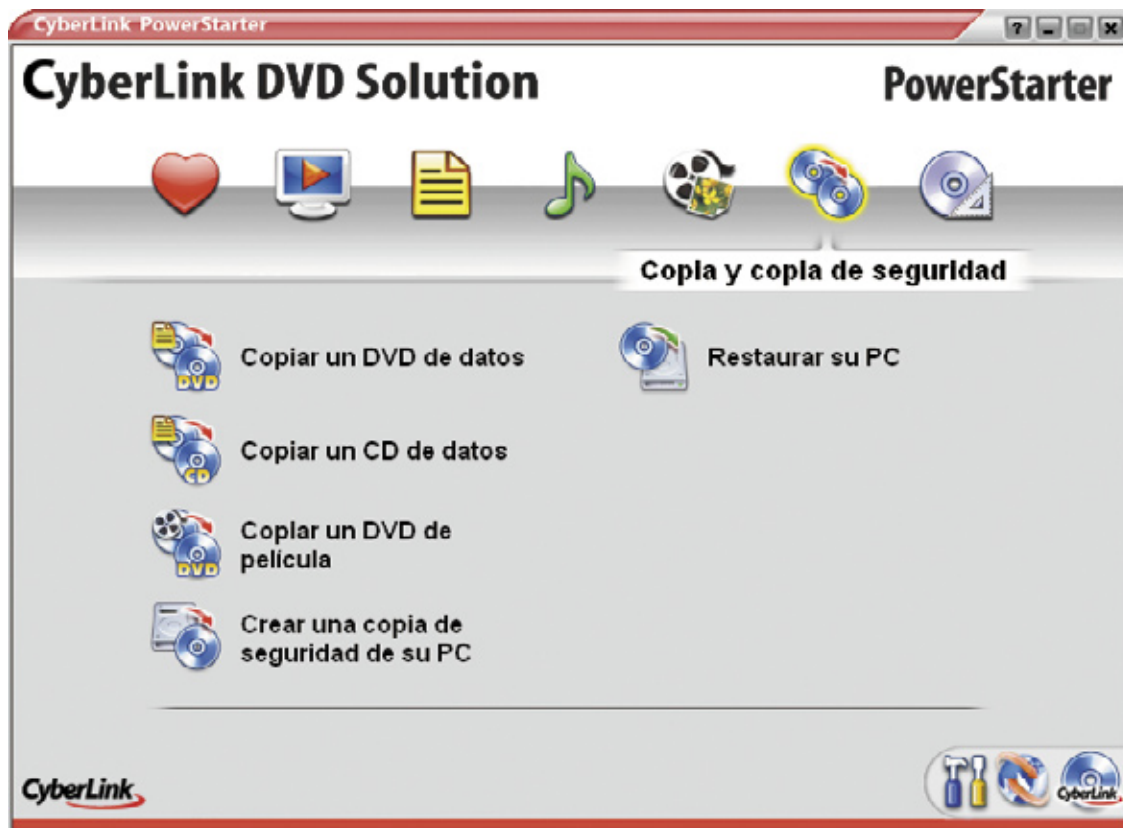 CyberLink PowerStarter
CyberLink DVD Solution
PowerStarter
Copia y copia de seguridad
Copiar un DVD de datos
DVD
Restaurar su PC
Copiar un CD de datos
CD
Copiar un DVD de
película
DVD
Crear una copia de
seguridad de su PC
CyberLink
CyberLink